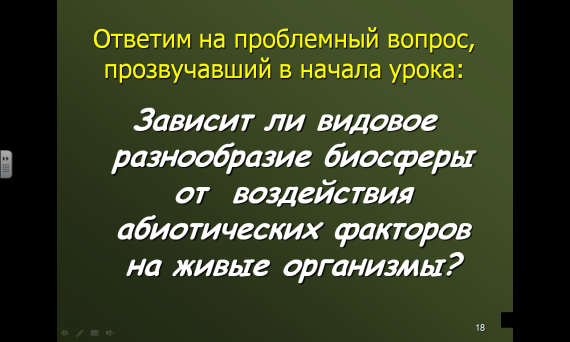 Ответим на проблемный вопрос,
прозвучавший в начала урока:
Зависит ли видовое
разнообразие биосферы
от воздействия
абиотических факторов
на живые организмы?
18